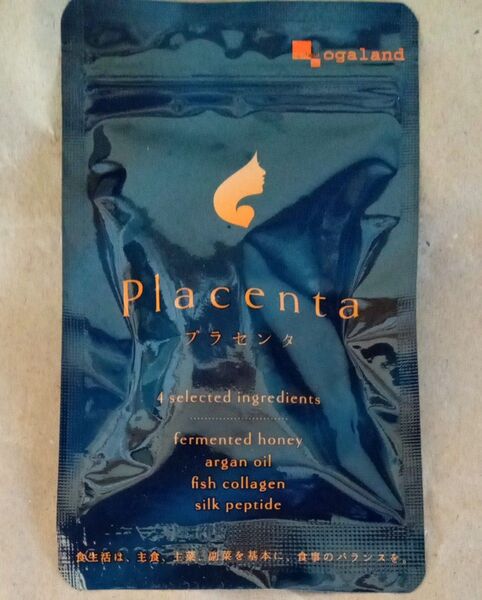 ogaland
Placenta
プラセンタ
4 selected ingredients
fermented honey
argan oil
fish collagen
silk peptide
食生活は、主食、主菜、副菜を基本に、食事のバランスを。